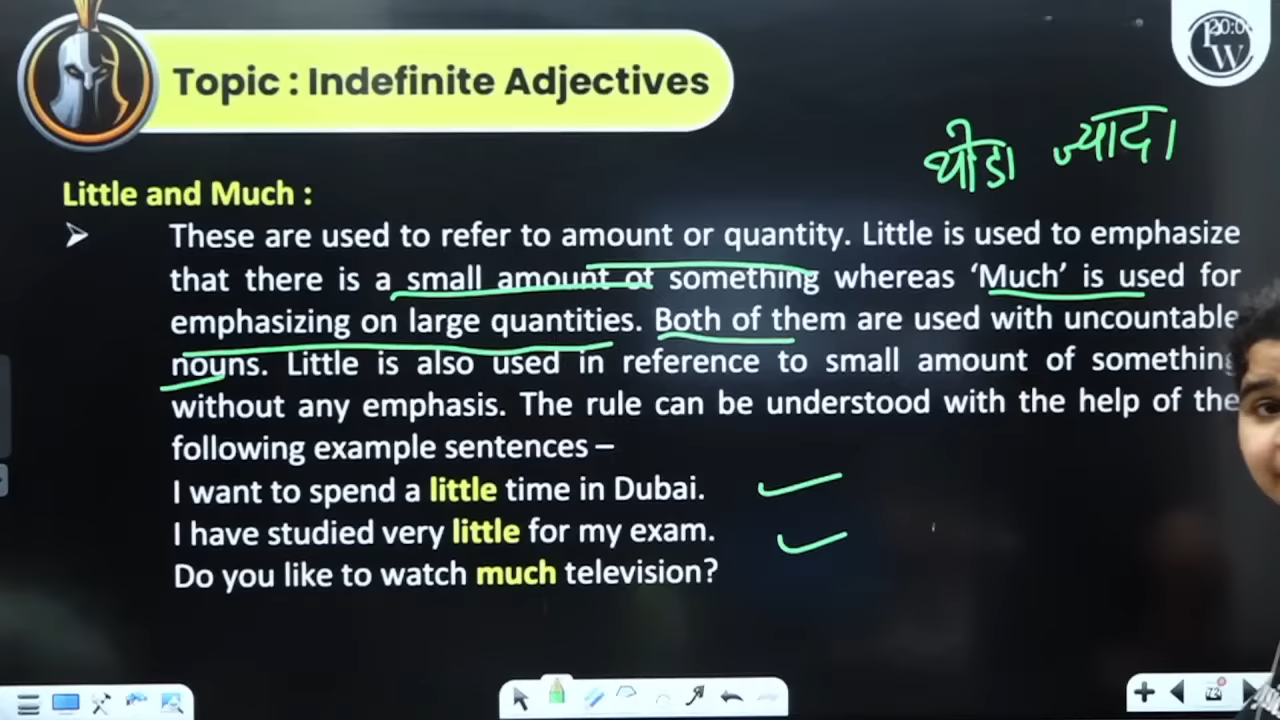 20:0
PW
Topic : Indefinite Adjectives
थोडा ज्यादा
Little and Much :
These are used to refer to amount or quantity. Little is used to emphasize
that there is a small amount of something whereas ‘Much’ is used for
emphasizing on large quantities. Both of them are used with uncountable
nouns. Little is also used in reference to small amount of something
without any emphasis. The rule can be understood with the help of the
following example sentences –
I want to spend a little time in Dubai.
I have studied very little for my exam.
Do you like to watch much television?